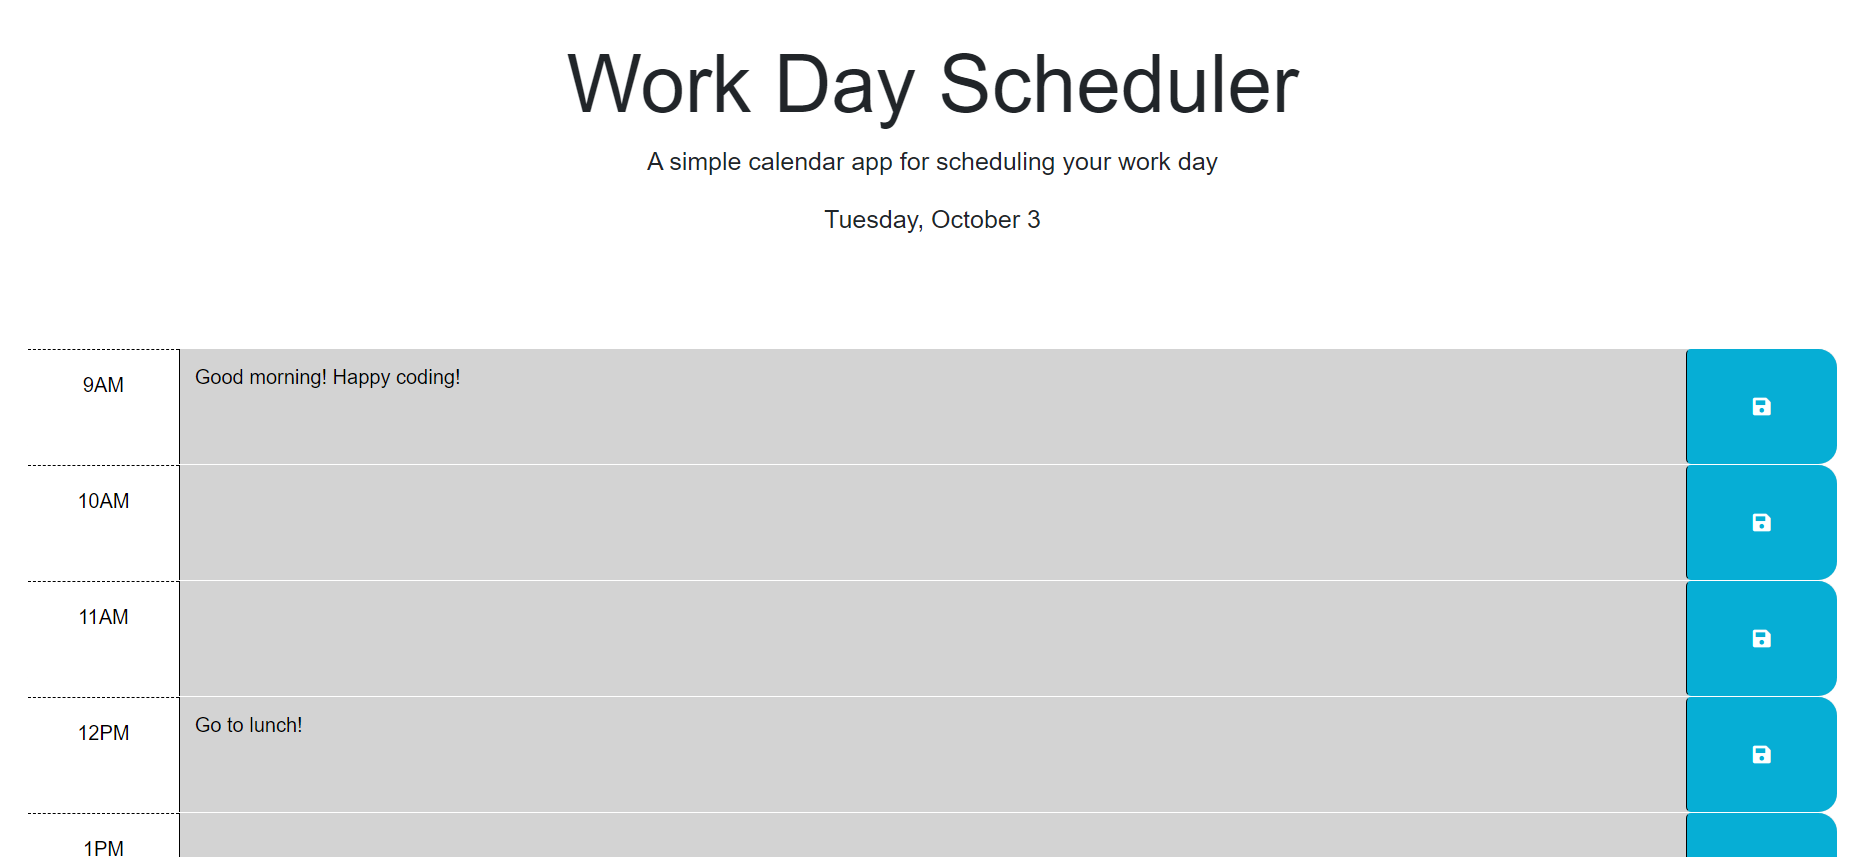 Work Day Scheduler
A simple calendar app for scheduling your work day
Tuesday, October 3
9AM
Good morning! Happy coding!
10AM
11AM
12PM
Go to lunch!
1PM